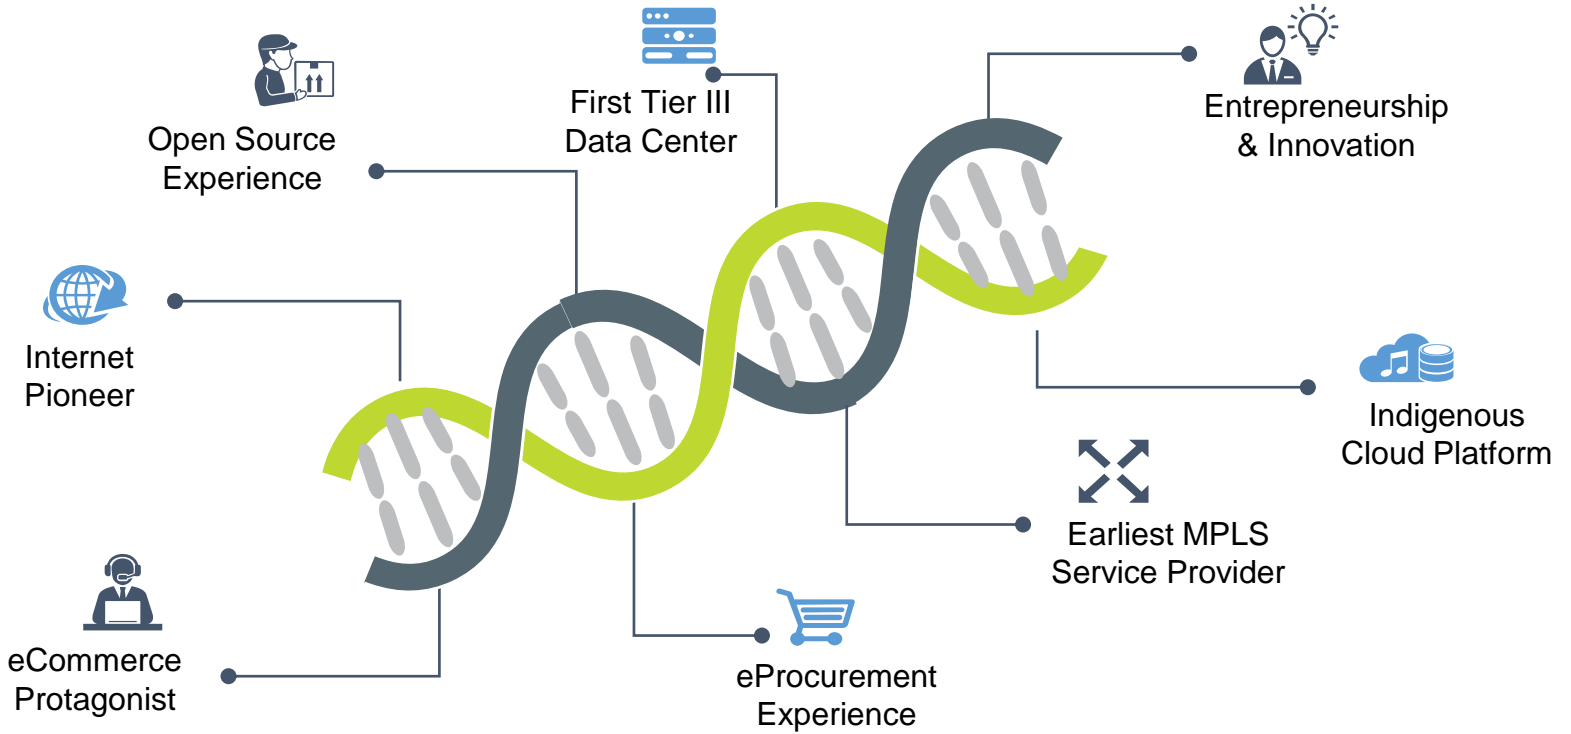 First Tier III
Data Center
Entrepreneurship
& Innovation
Open Source
Experience
Internet
Pioneer
Indigenous
Cloud Platform
Earliest MPLS
Service Provider
eCommerce
Protagonist
eProcurement
Experience